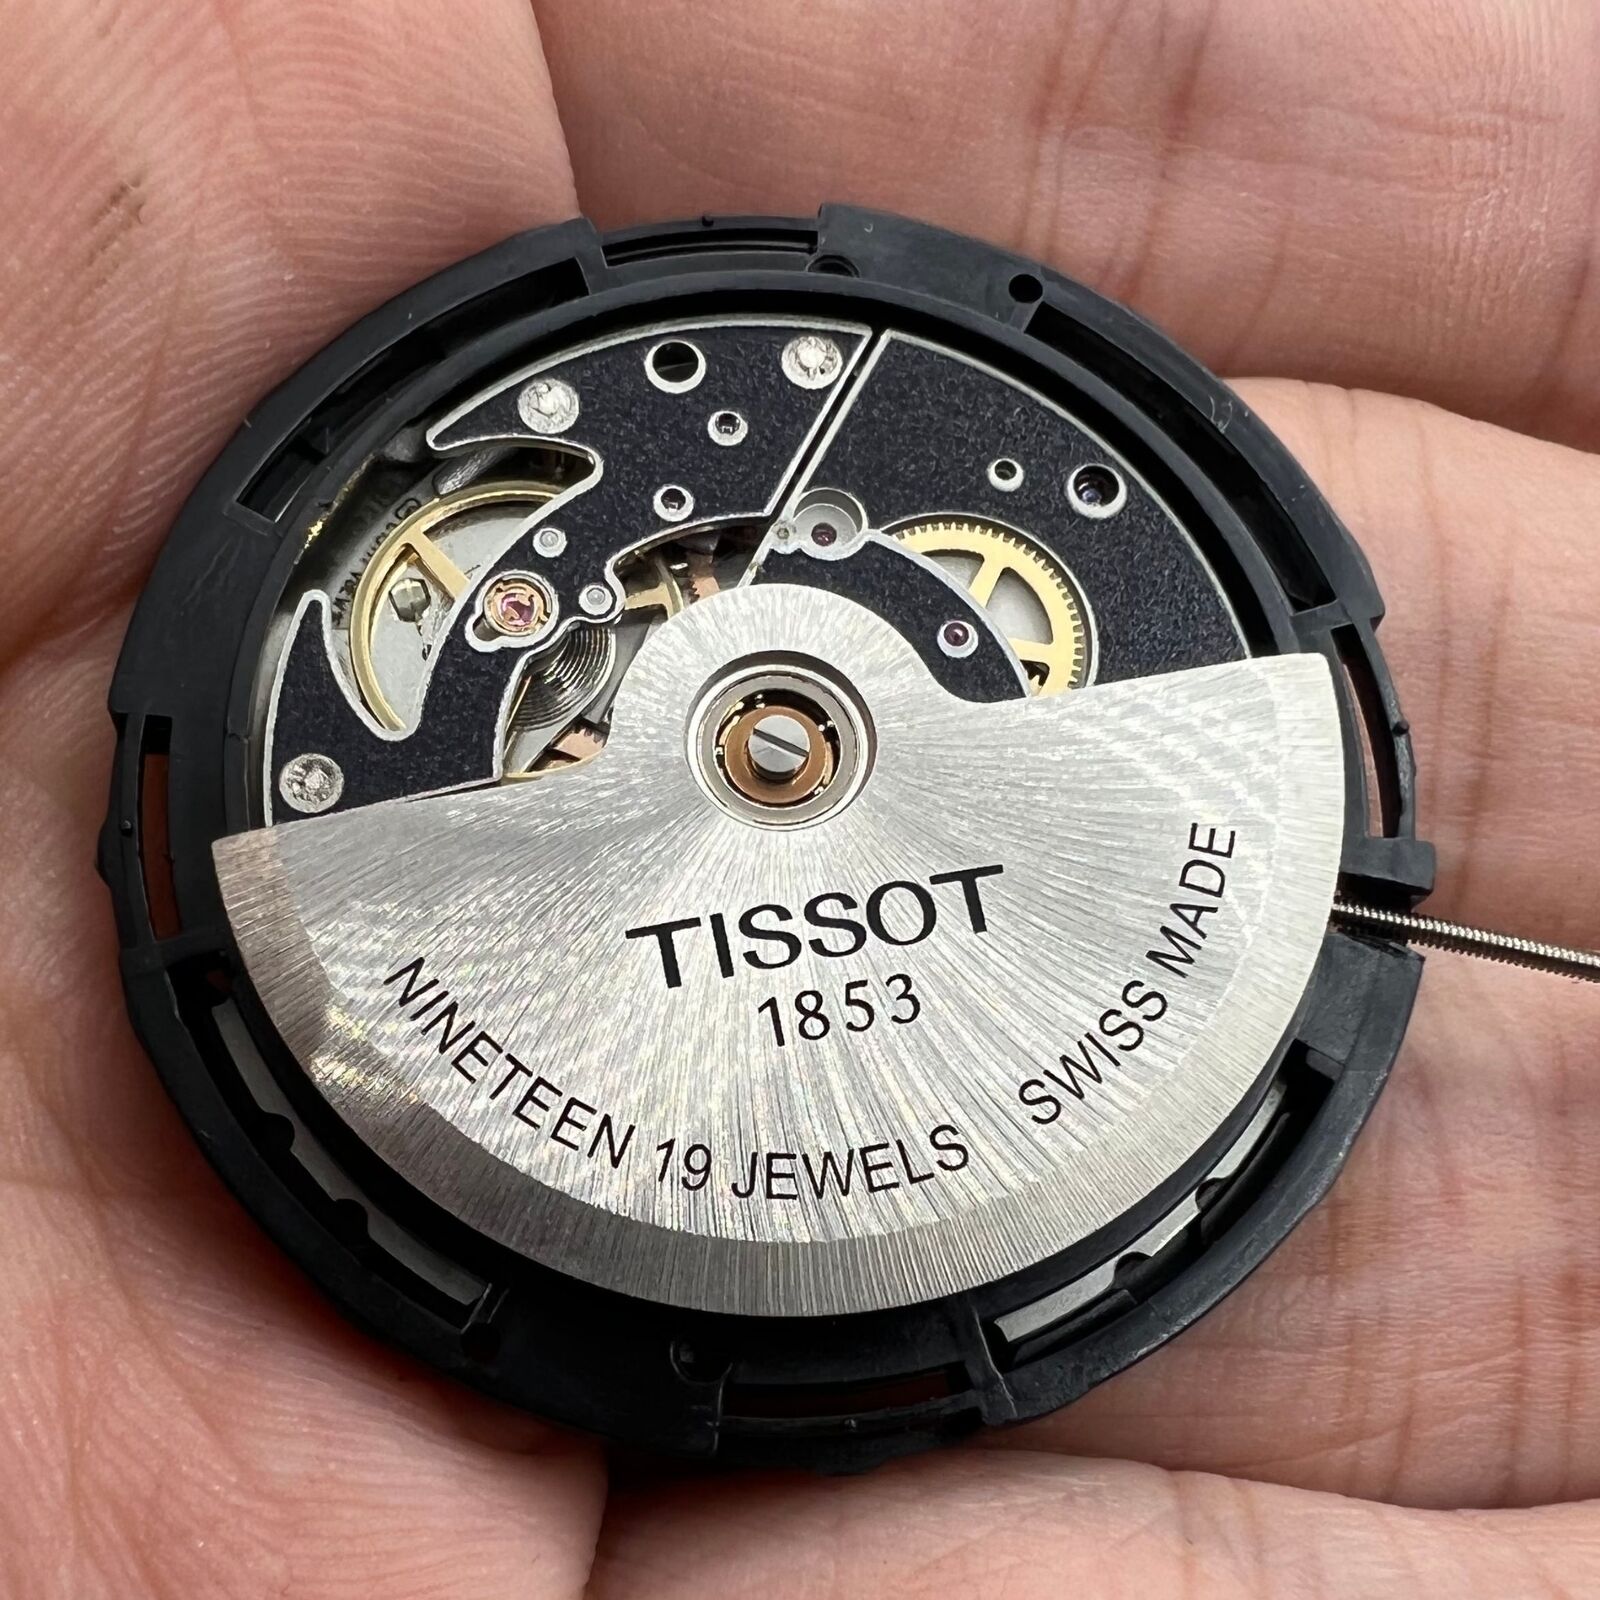 TISSOT
1853
NINETEEN 19 JEWELS
SWISS MADE